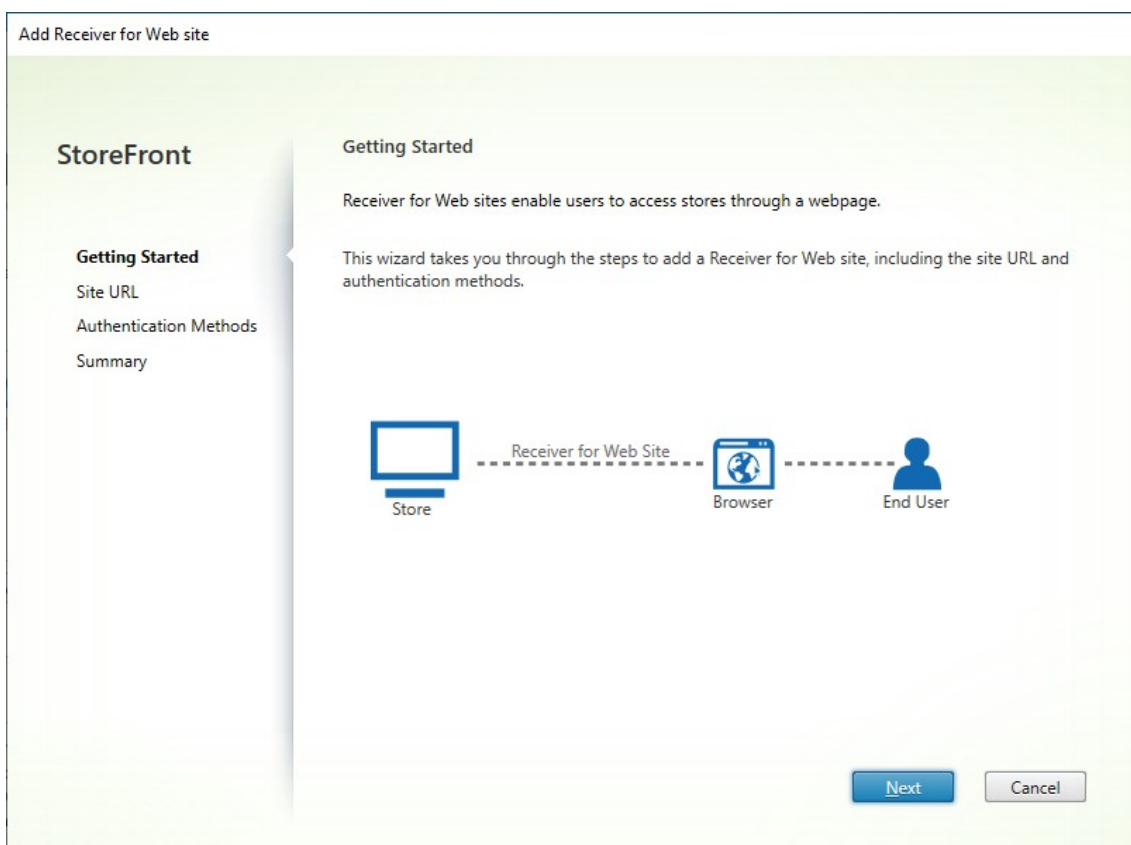 Add Receiver for Web site
StoreFront
Getting Started
Site URL
Authentication Methods
Summary
Getting Started
Receiver for Web sites enable users to access stores through a webpage.
This wizard takes you through the steps to add a Receiver for Web site, including the site URL and
authentication methods.
Receiver for Web Site
Store
Browser
End User
Next
Cancel